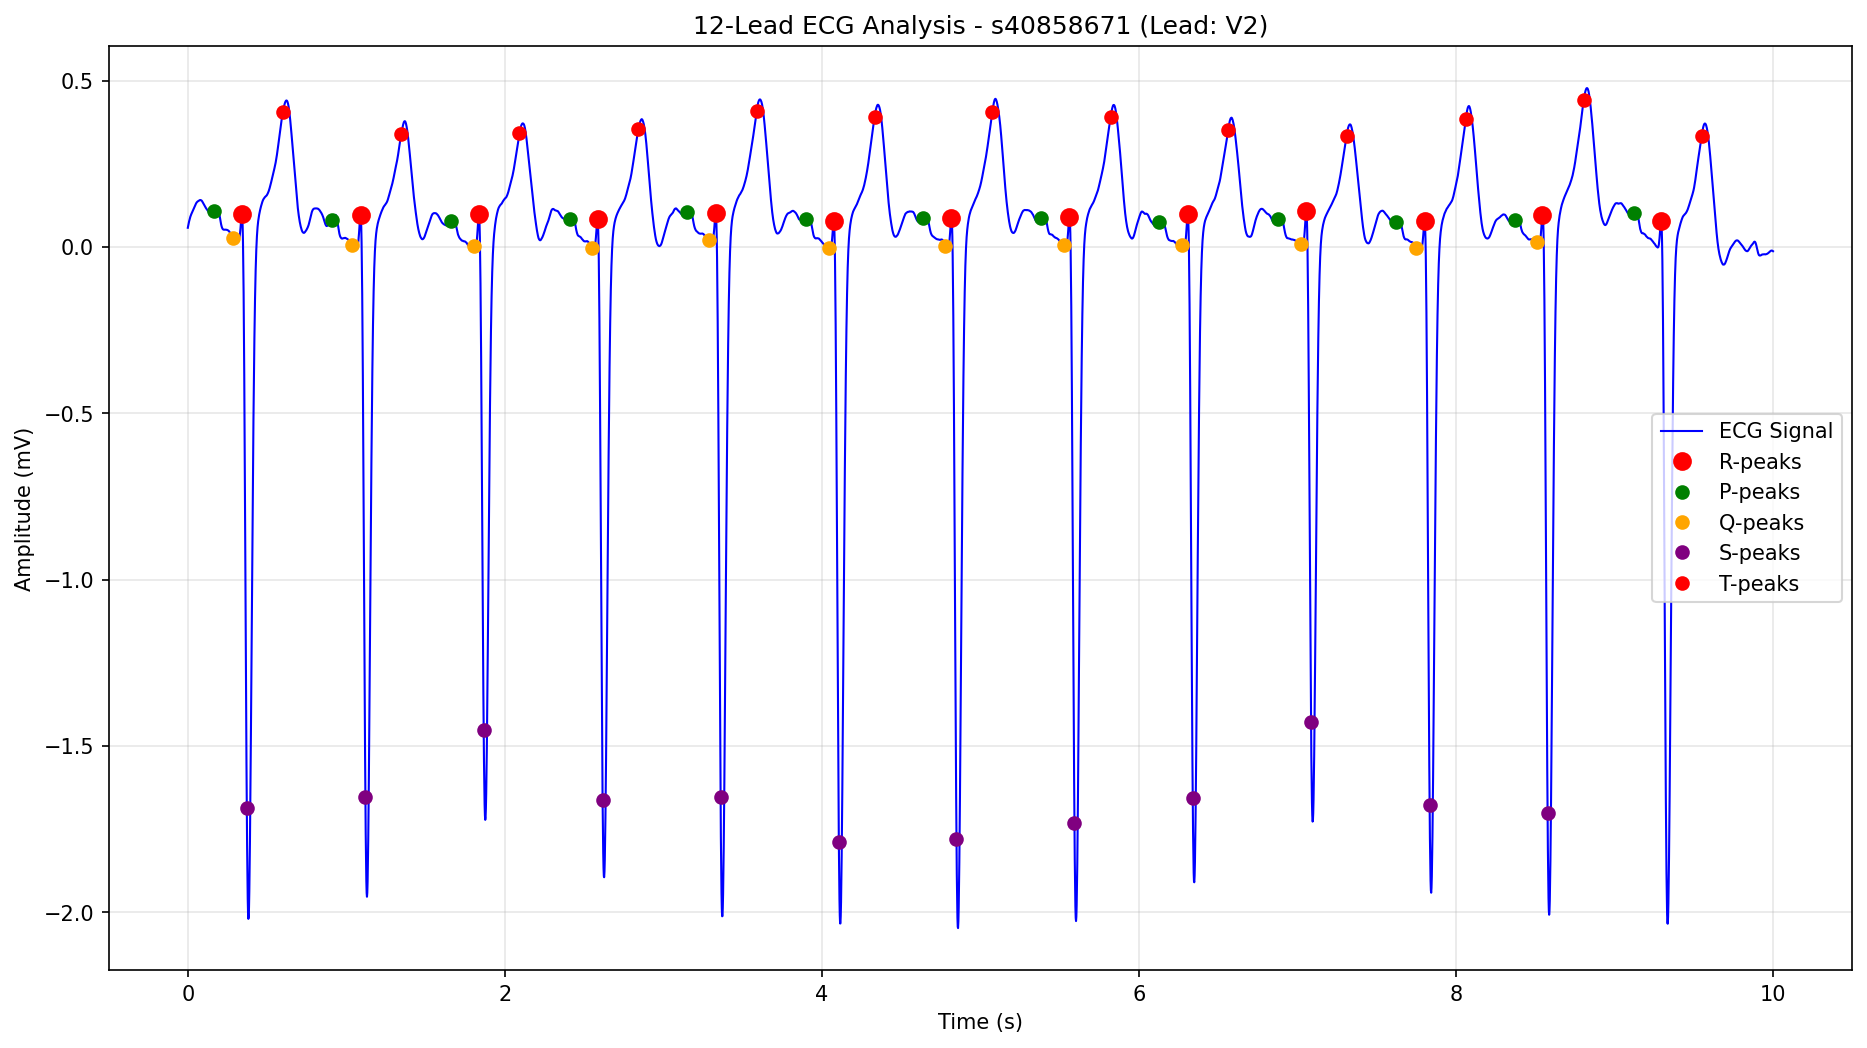 12-Lead ECG Analysis - s40858671 (Lead: V2)
0.5
0.0
−0.5
−1.0
−1.5
−2.0
Amplitude (mV)
ECG Signal
R-peaks
P-peaks
Q-peaks
S-peaks
T-peaks
0
2
4
6
8
10
Time (s)